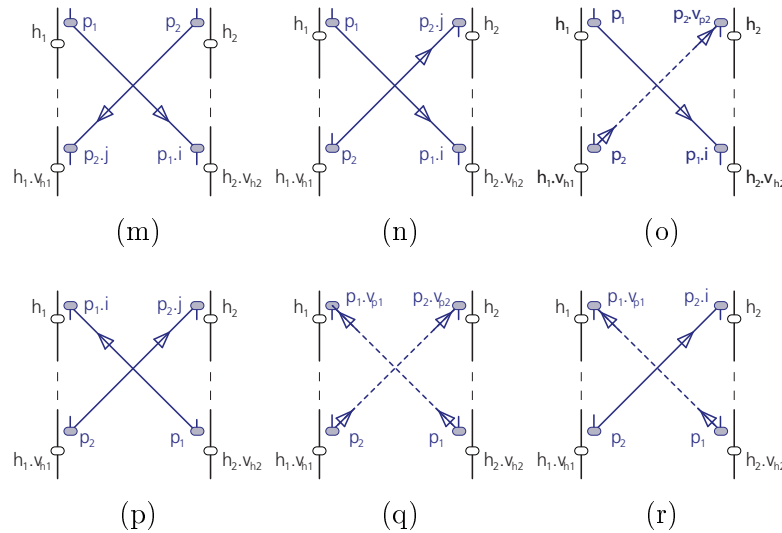 h1 p1 p2 h2
h1.vh1 p2.j p1.i h2.vh2
(m)
h1 p1 p2.j h2
h1.vh1 p2 p1.i h2.vh2
(n)
h1 p1 p2.vp2 h2
h1.vh1 p2 p1.i h2.vh2
(o)
h1 p1.i p2.j h2
h1.vh1 p2 p1 h2.vh2
(p)
h1 p1.vp1 p2.vp2 h2
h1.vh1 p2 p1 h2.vh2
(q)
h1 p1.vp1 p2.i h2
h1.vh1 p2 p1 h2.vh2
(r)